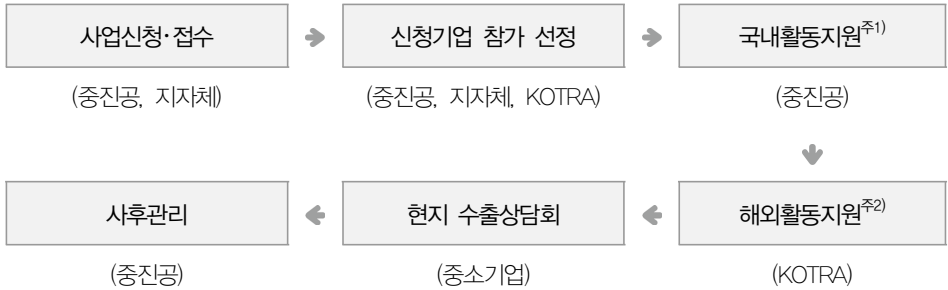 사업신청·접수
신청기업 참가 선정
국내활동지원주1)
(중진공, 지자체)
(중진공, 지자체, KOTRA)
(중진공)
사후관리
현지 수출상담회
해외활동지원주2)
(중진공)
(중소기업)
(KOTRA)